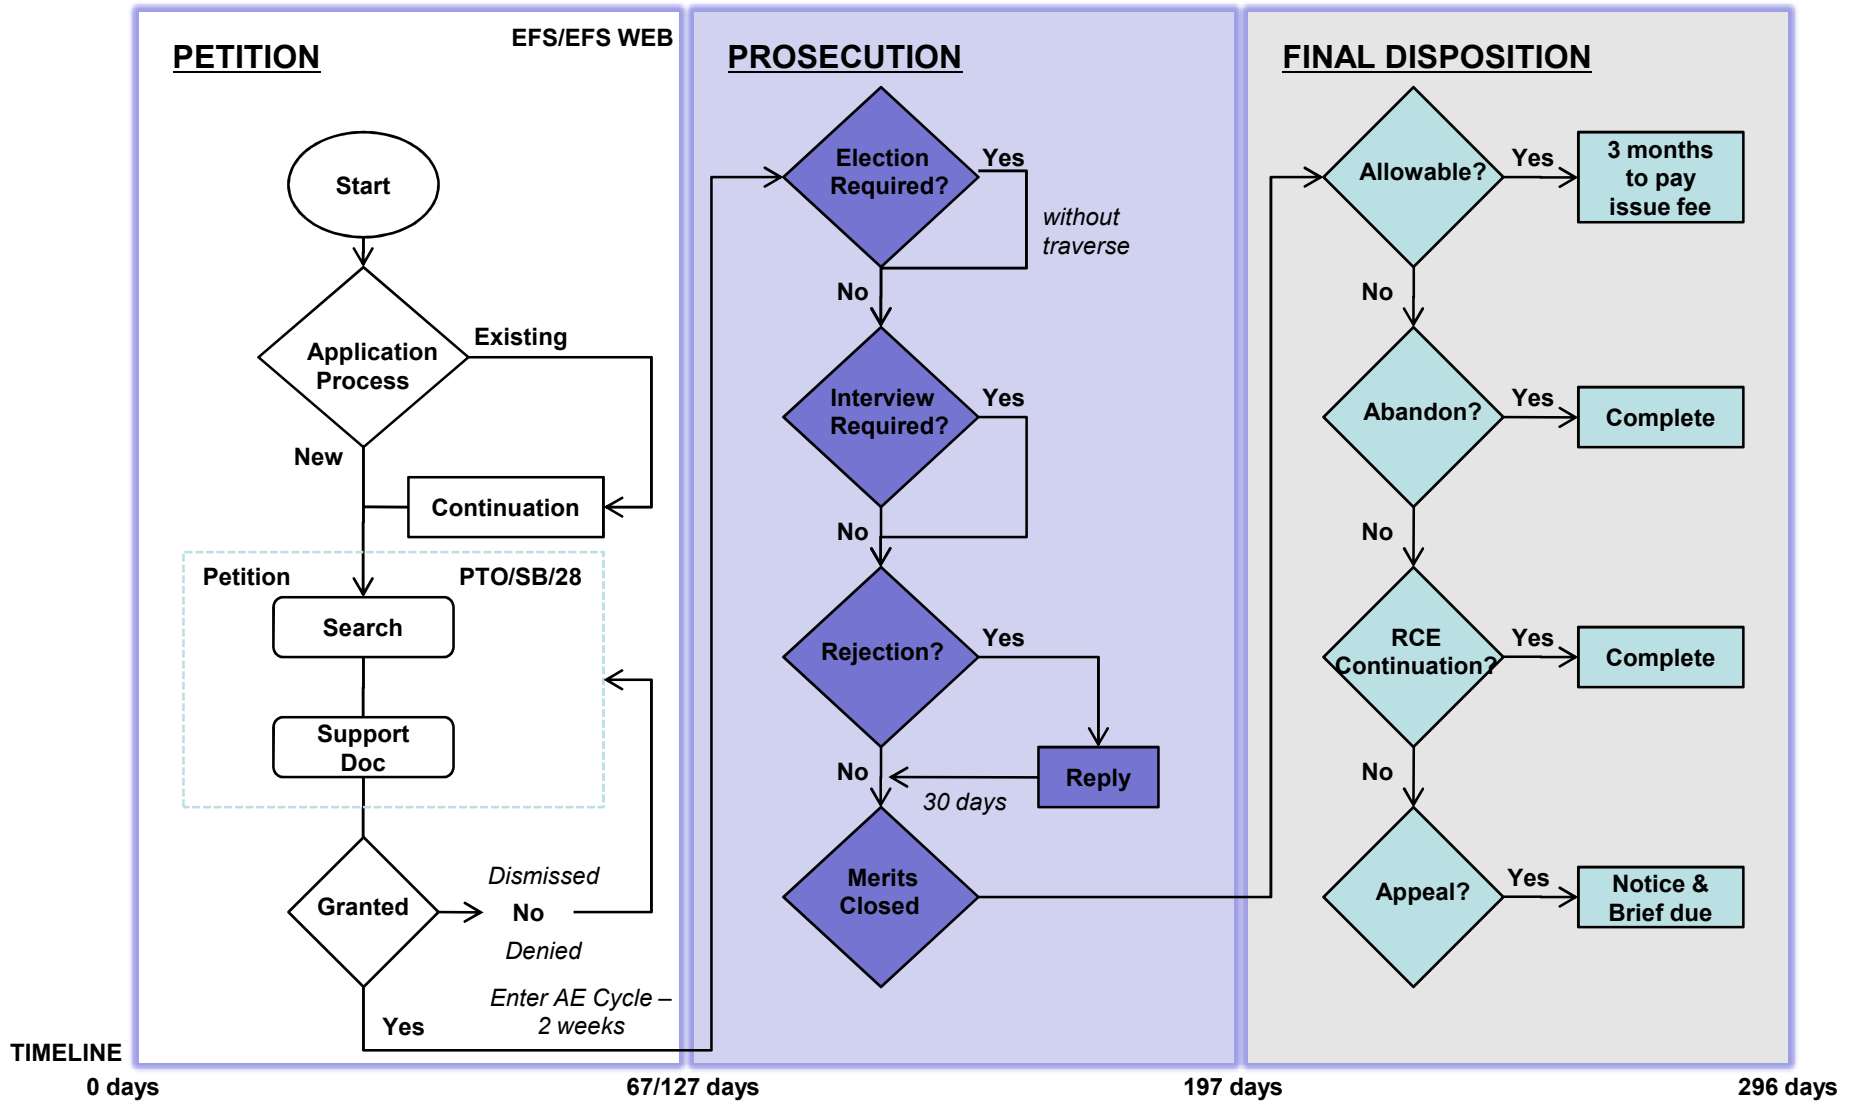 PETITION
EFS/EFS WEB
Start
Application
Process
Existing
New
Continuation
Petition
PTO/SB/28
Search
Support
Doc
Granted
Dismissed
No
Denied
Yes
Enter AE Cycle –
2 weeks
PROSECUTION
Election
Required?
Yes
without
traverse
No
Interview
Required?
Yes
No
Rejection?
Yes
No
Reply
30 days
Merits
Closed
FINAL DISPOSITION
Allowable?
Yes
3 months
to pay
issue fee
No
Abandon?
Yes
Complete
No
RCE
Continuation?
Yes
Complete
No
Appeal?
Yes
Notice &
Brief due
TIMELINE
0 days
67/127 days
197 days
296 days